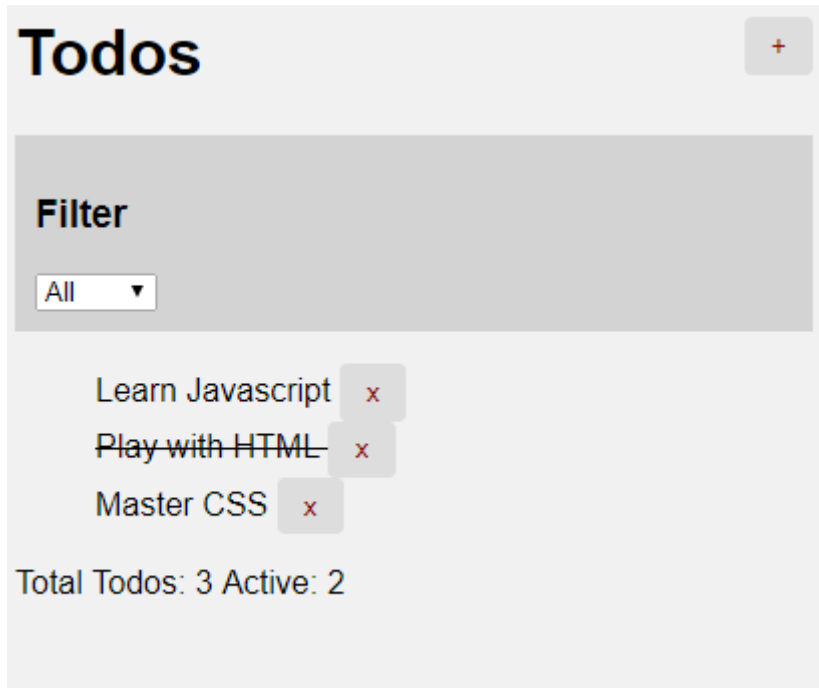 Todos +
Filter
All
Learn Javascript x
Play with HTML x
Master CSS x
Total Todos: 3 Active: 2